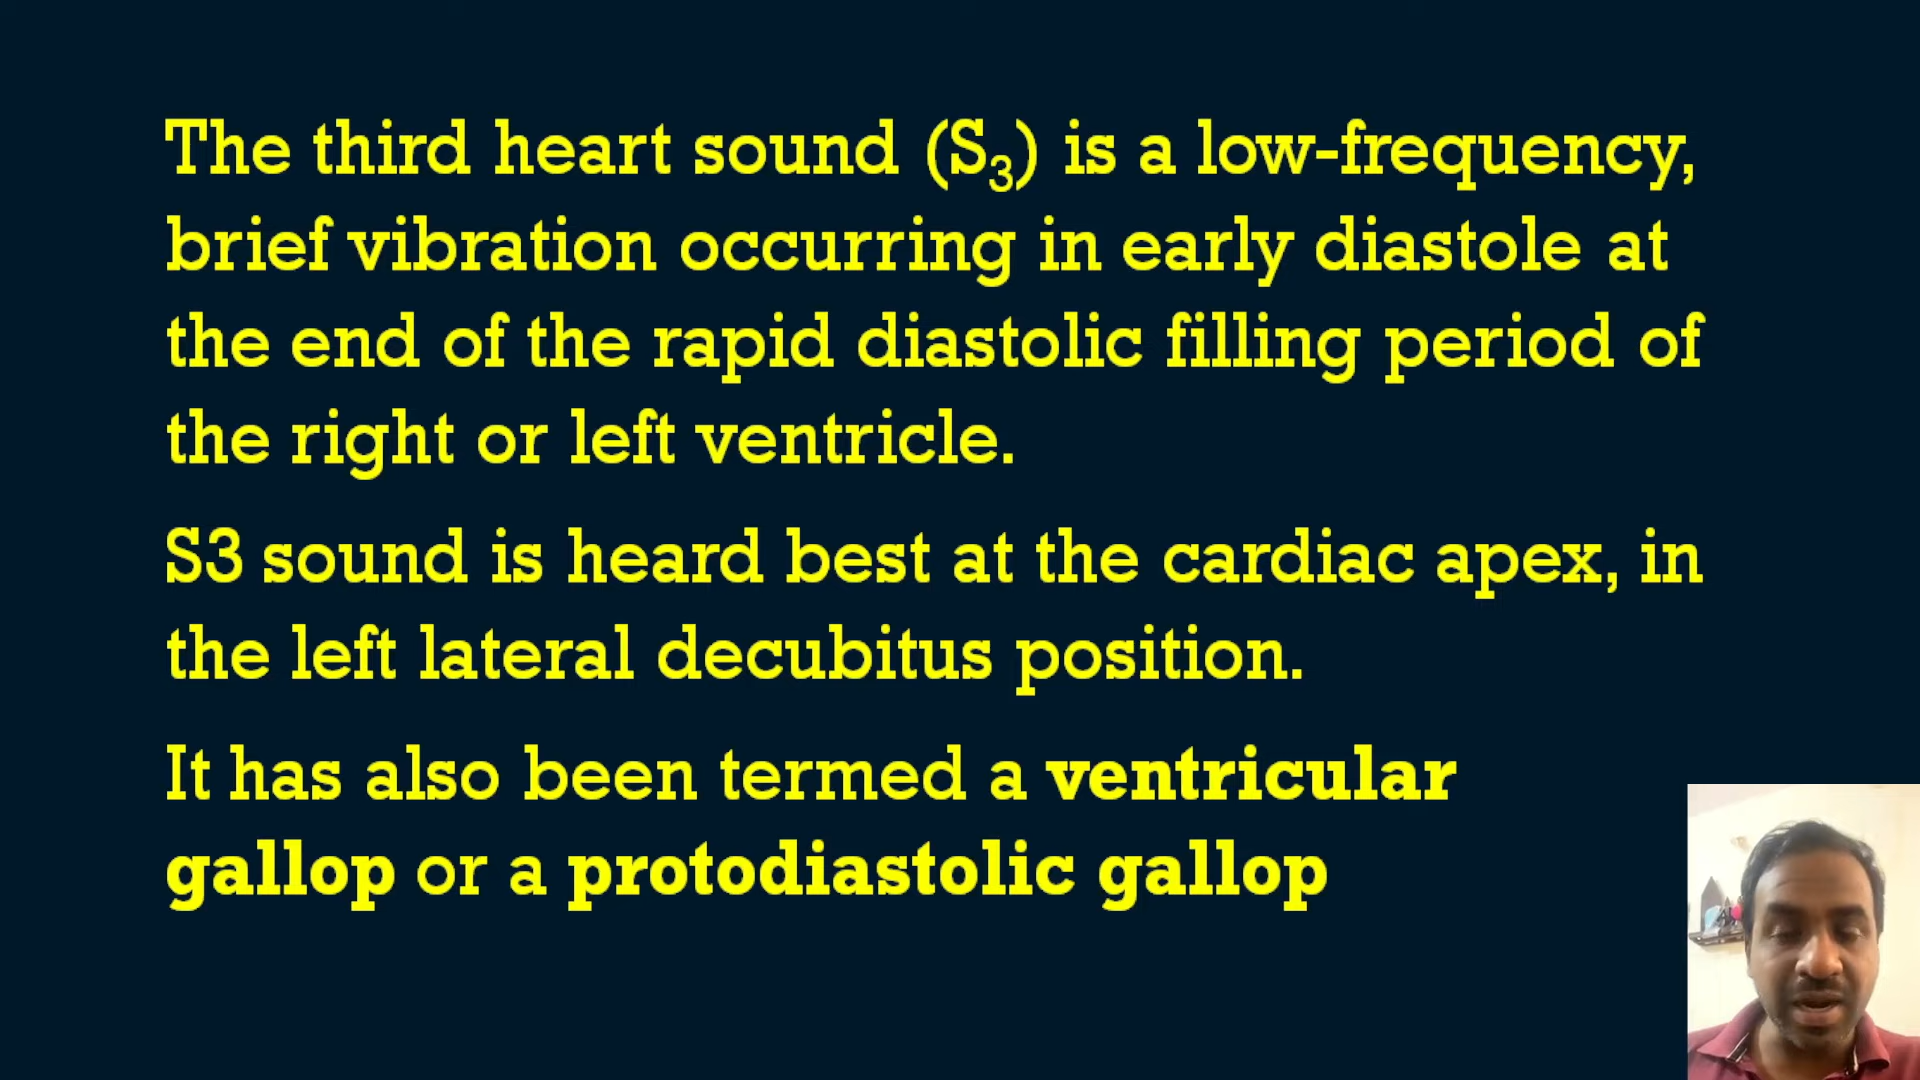 The third heart sound (S₃) is a low-frequency,
brief vibration occurring in early diastole at
the end of the rapid diastolic filling period of
the right or left ventricle.
S3 sound is heard best at the cardiac apex, in
the left lateral decubitus position.
It has also been termed a ventricular
gallop or a protodiastolic gallop